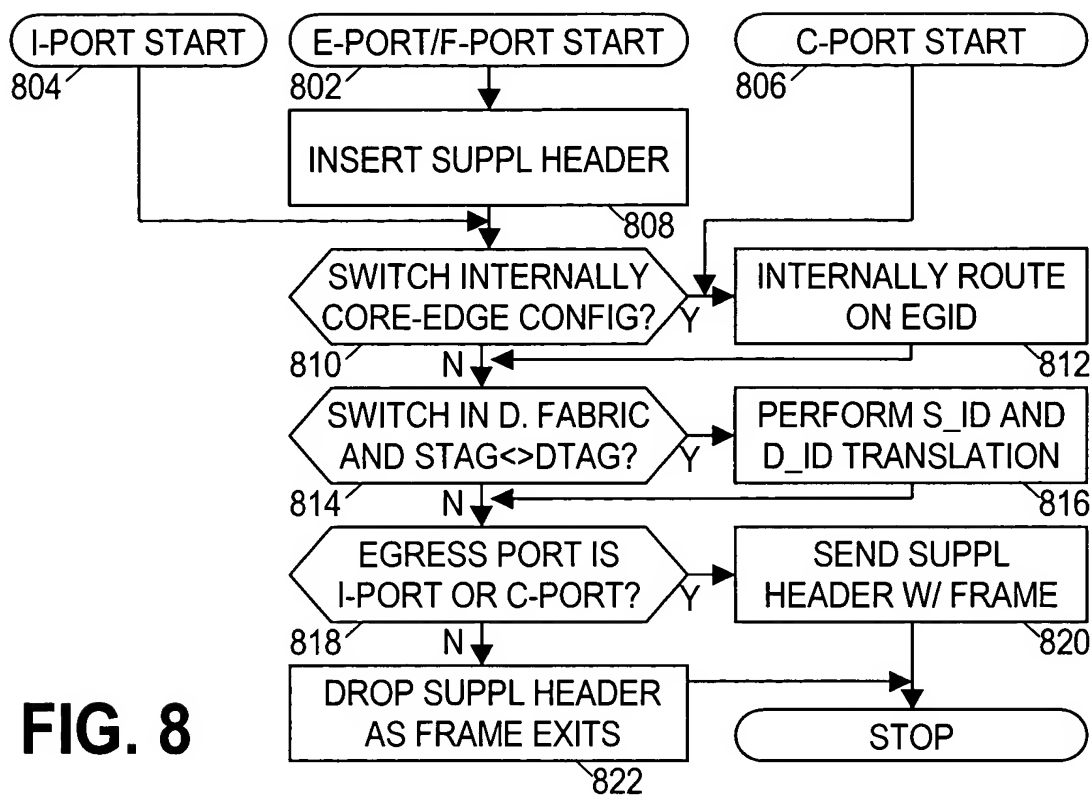 I-PORT START
804
E-PORT/F-PORT START
802
C-PORT START
806
INSERT SUPPL HEADER
808
SWITCH INTERNALLY
CORE-EDGE CONFIG?
810
Y
N
INTERNALLY ROUTE
ON EGID
812
SWITCH IN D. FABRIC
AND STAG<>DTAG?
814
Y
N
PERFORM S_ID AND
D_ID TRANSLATION
816
EGRESS PORT IS
I-PORT OR C-PORT?
818
Y
N
SEND SUPPL
HEADER W/ FRAME
820
DROP SUPPL HEADER
AS FRAME EXITS
822
STOP
FIG. 8